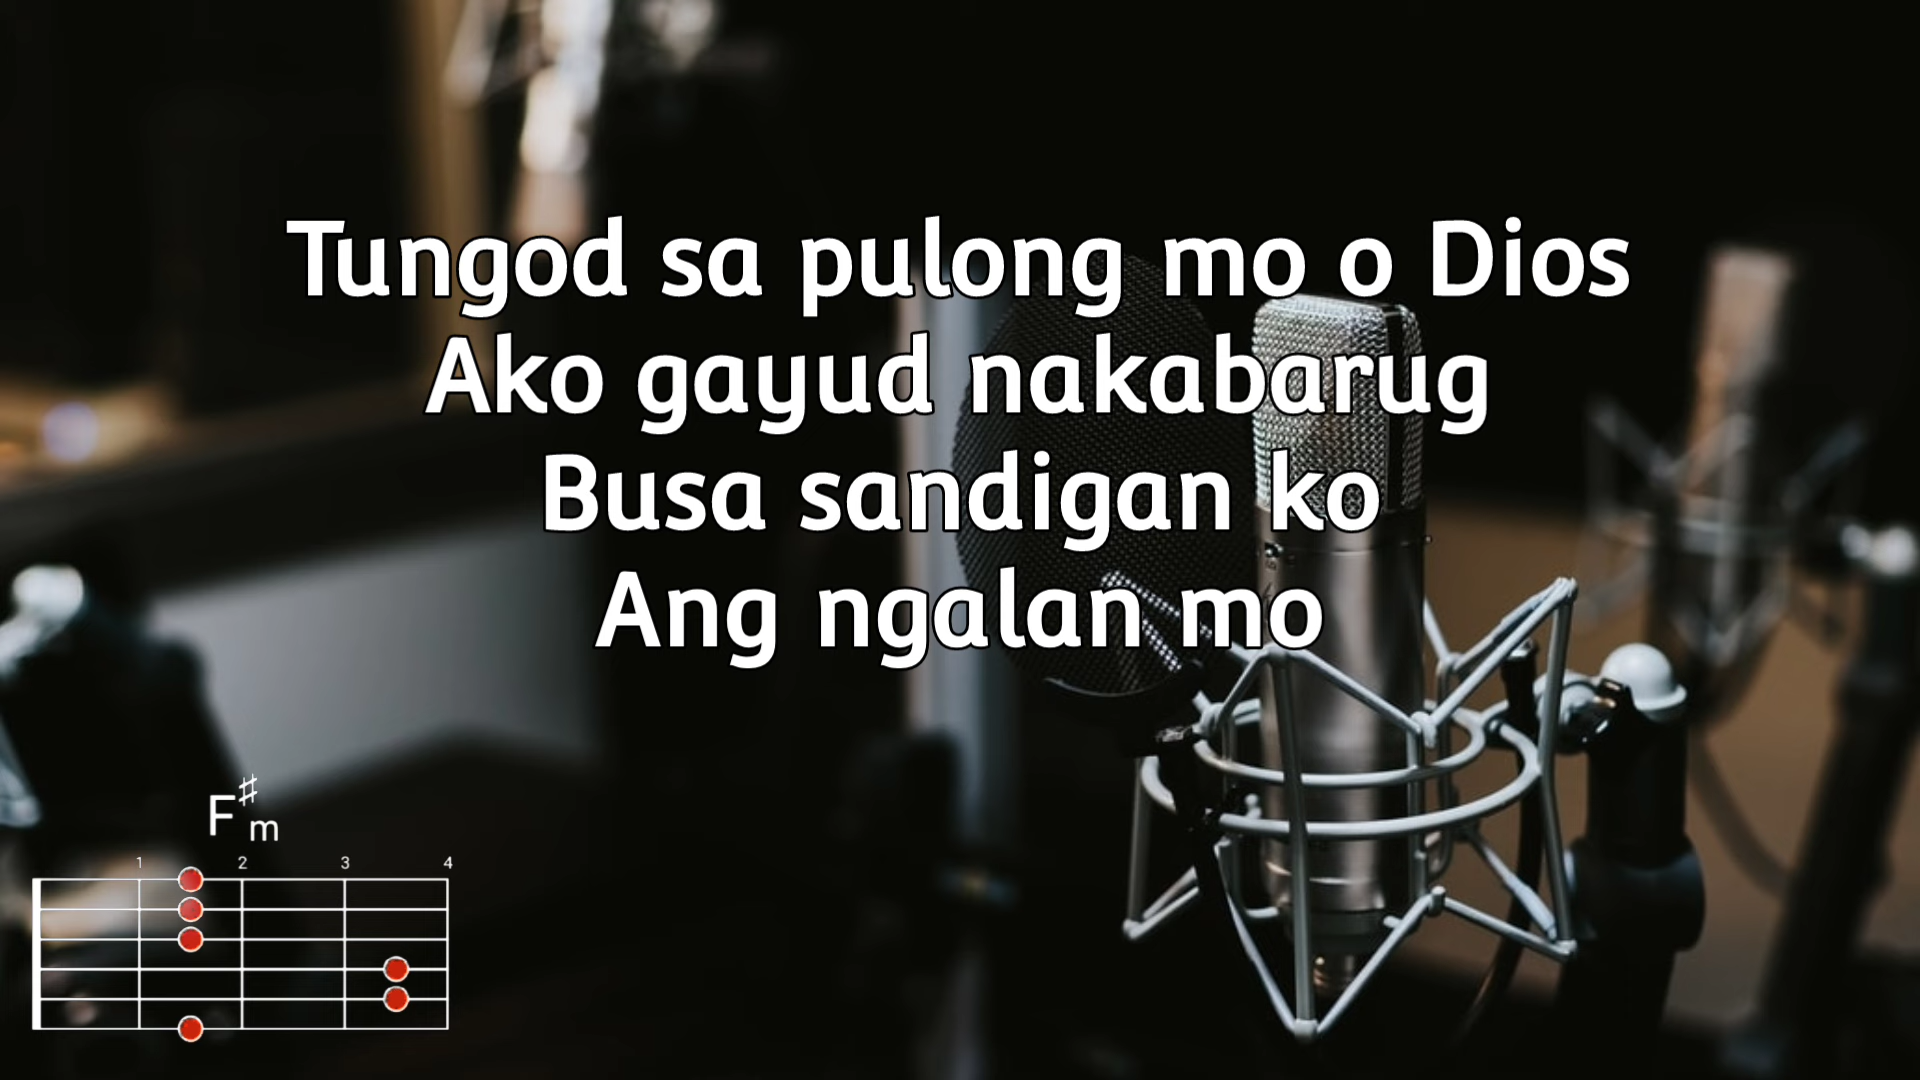 Tungod sa pulong mo o Dios
Ako gayud nakabarug
Busa sandigan ko
Ang ngalan mo
F♯m
1 2 3 4